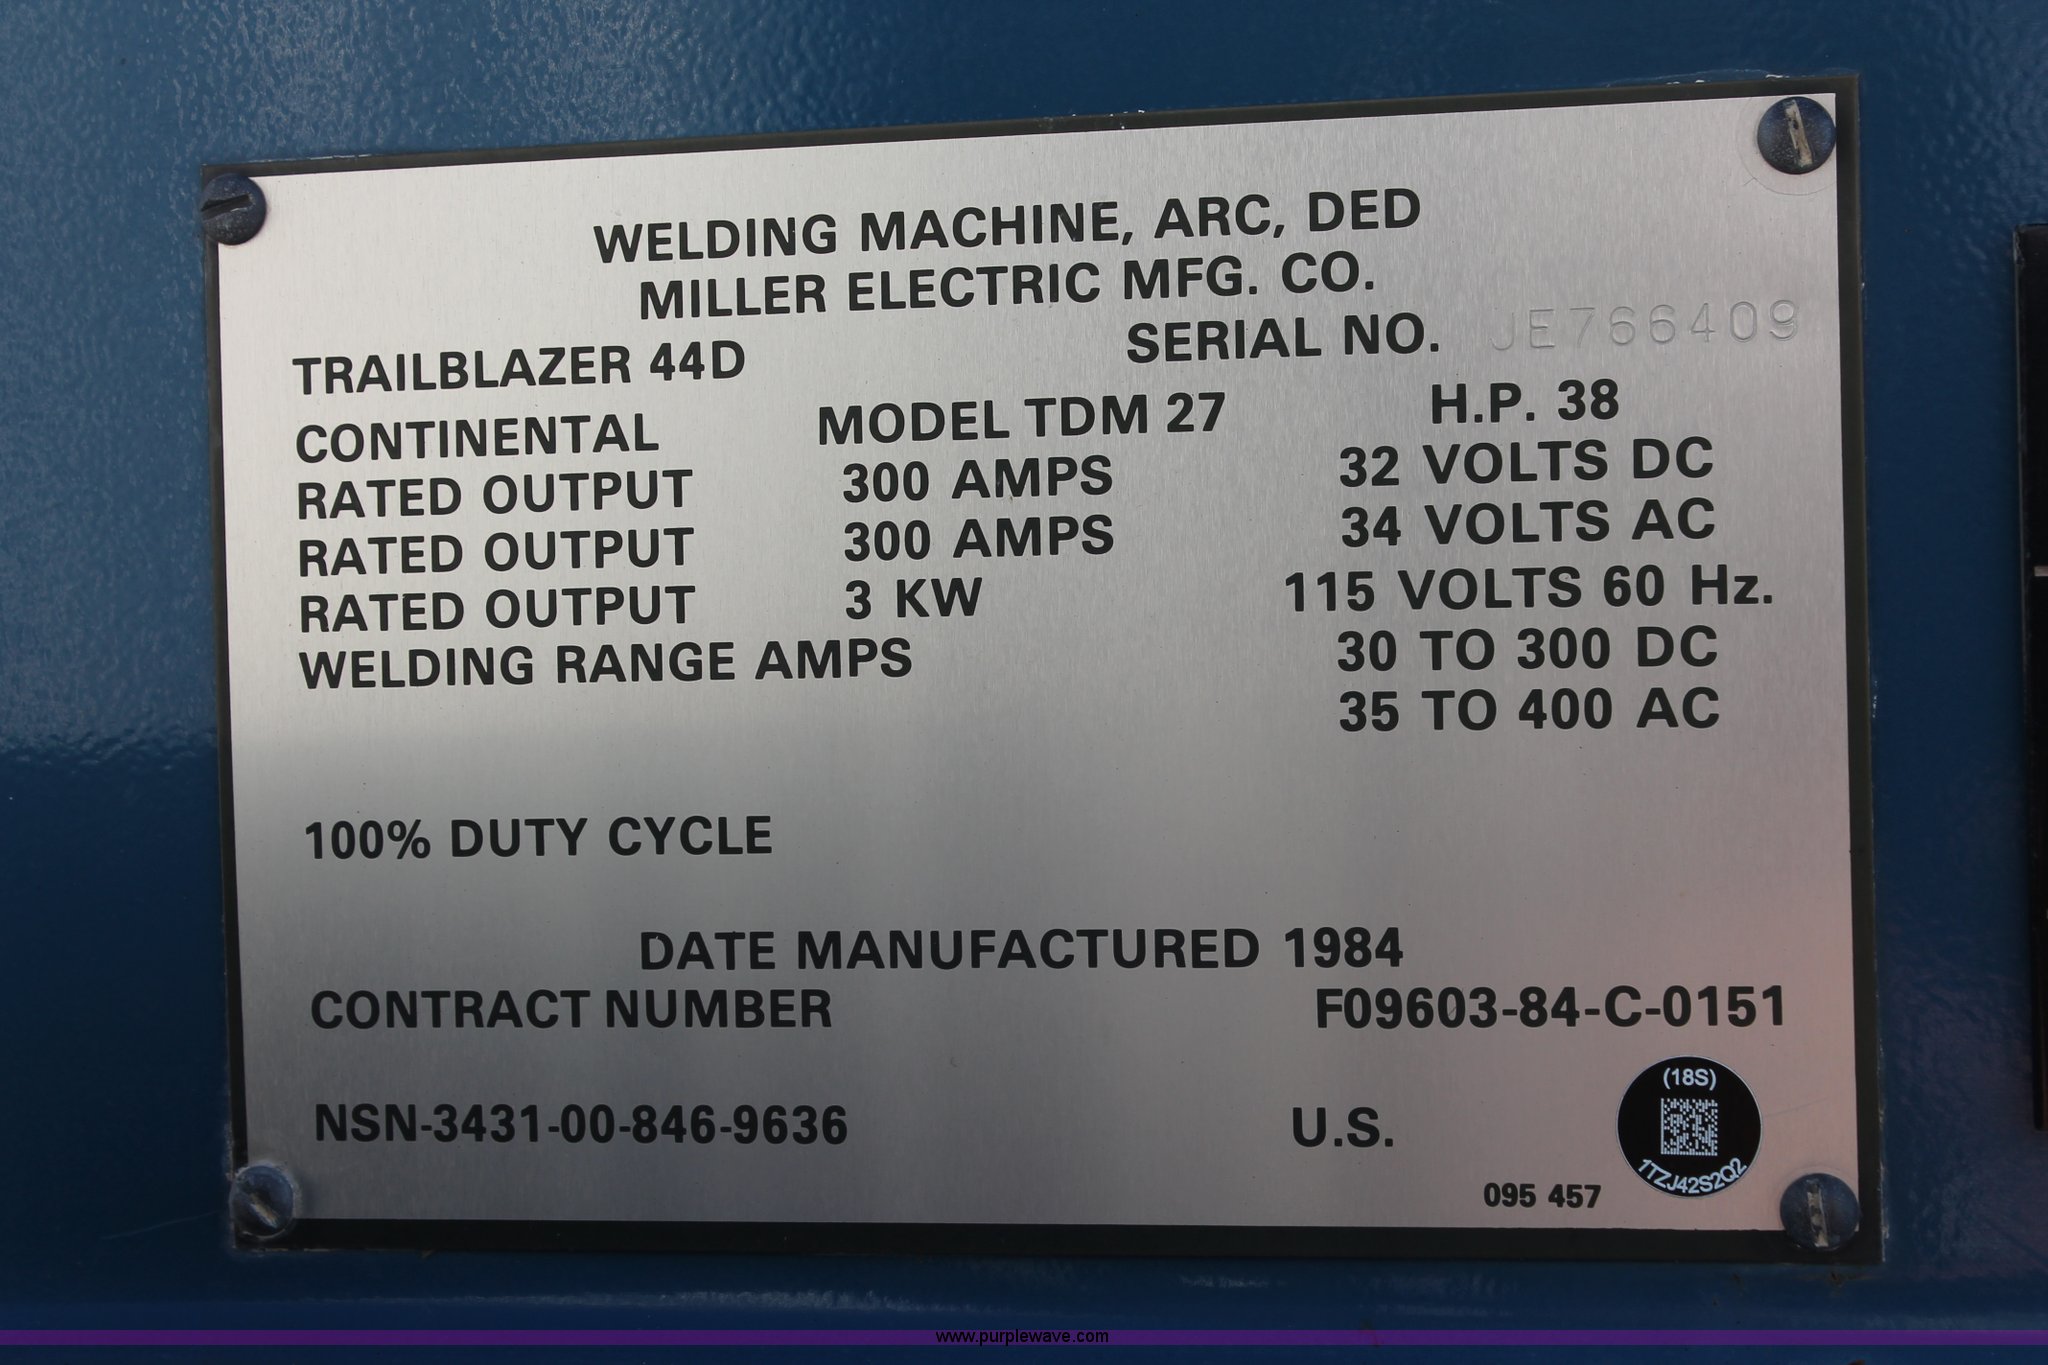 WELDING MACHINE, ARC, DED
MILLER ELECTRIC MFG. CO.
TRAILBLAZER 44D SERIAL NO. JE766409
CONTINENTAL MODEL TDM 27 H.P. 38
RATED OUTPUT 300 AMPS 32 VOLTS DC
RATED OUTPUT 300 AMPS 34 VOLTS AC
RATED OUTPUT 3 KW 115 VOLTS 60 Hz.
WELDING RANGE AMPS 30 TO 300 DC
35 TO 400 AC
100% DUTY CYCLE
DATE MANUFACTURED 1984
CONTRACT NUMBER F09603-84-C-0151
NSN-3431-00-846-9636 U.S.
(18S)
1TZJ42S2Q2
095 457
www.purplewave.com